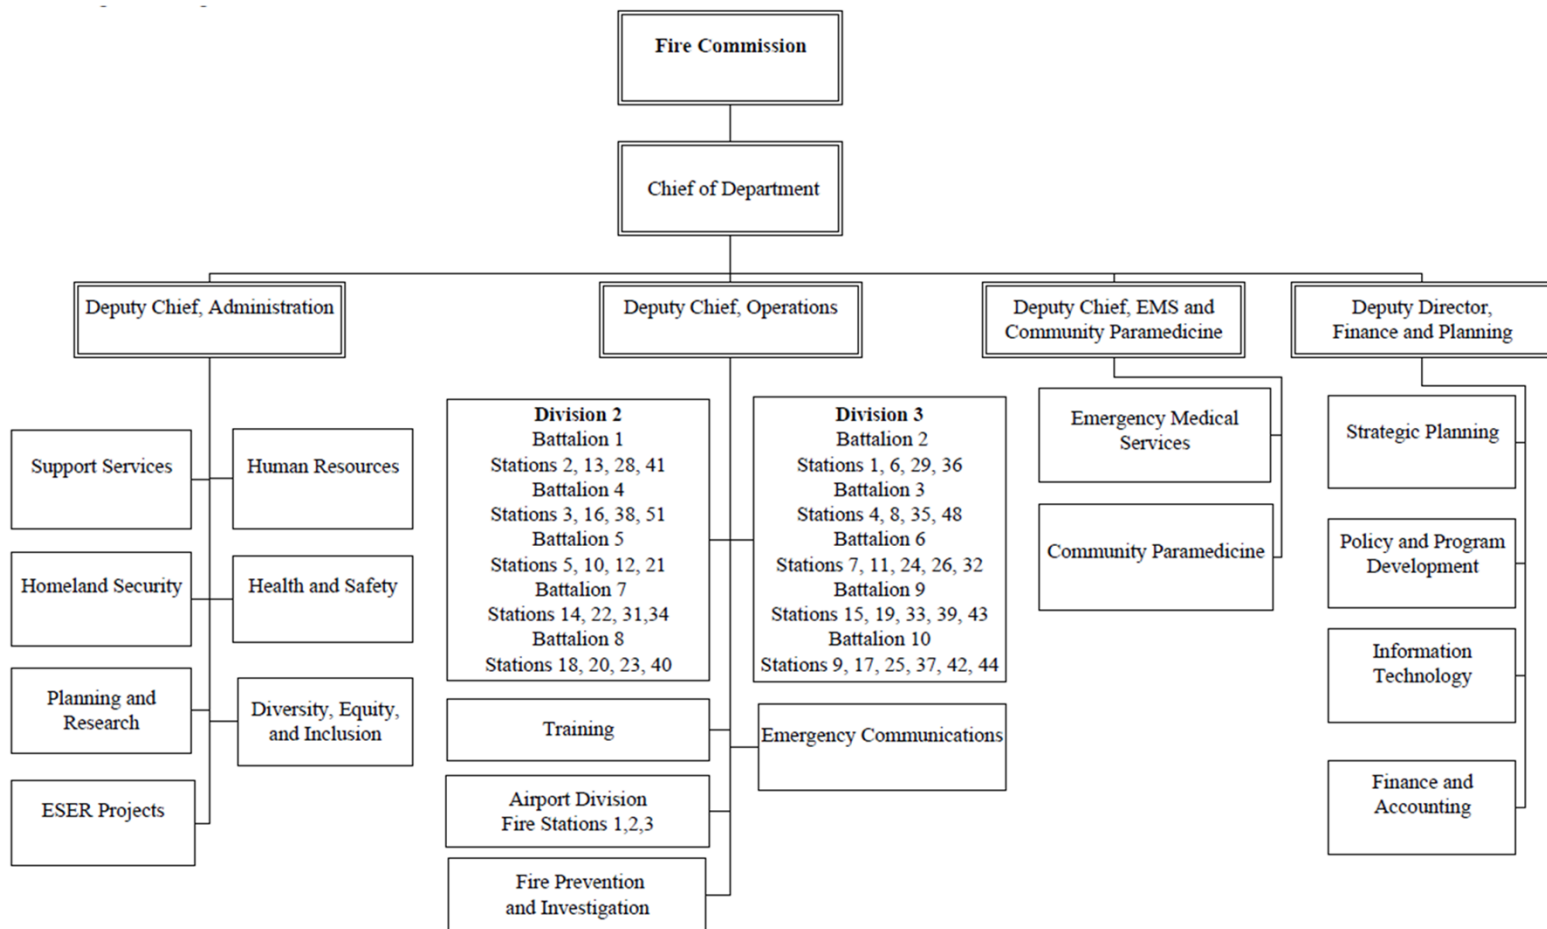 Fire Commission
Chief of Department
Deputy Chief, Administration
Deputy Chief, Operations
Deputy Chief, EMS and
Community Paramedicine
Deputy Director,
Finance and Planning
Support Services
Human Resources
Homeland Security
Health and Safety
Planning and
Research
Diversity, Equity,
and Inclusion
ESER Projects
Division 2
Battalion 1
Stations 2, 13, 28, 41
Battalion 4
Stations 3, 16, 38, 51
Battalion 5
Stations 5, 10, 12, 21
Battalion 7
Stations 14, 22, 31,34
Battalion 8
Stations 18, 20, 23, 40
Division 3
Battalion 2
Stations 1, 6, 29, 36
Battalion 3
Stations 4, 8, 35, 48
Battalion 6
Stations 7, 11, 24, 26, 32
Battalion 9
Stations 15, 19, 33, 39, 43
Battalion 10
Stations 9, 17, 25, 37, 42, 44
Training
Emergency Communications
Airport Division
Fire Stations 1,2,3
Fire Prevention
and Investigation
Emergency Medical
Services
Community Paramedicine
Strategic Planning
Policy and Program
Development
Information
Technology
Finance and
Accounting